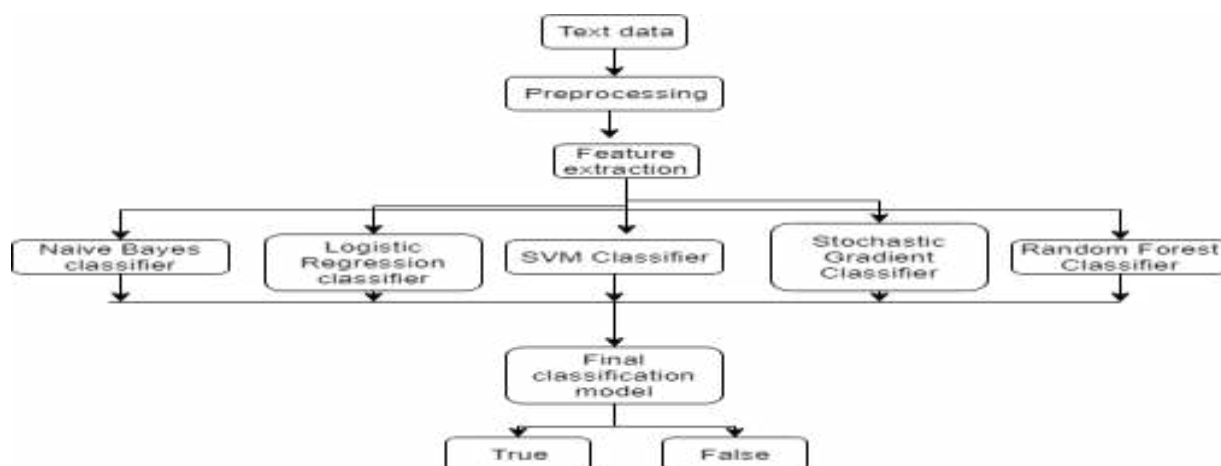 Text data
Preprocessing
Feature
extraction
Naive Bayes
classifier
Logistic
Regression
classifier
SVM Classifier
Stochastic
Gradient
Classifier
Random Forest
Classifier
Final
classification
model
True
False